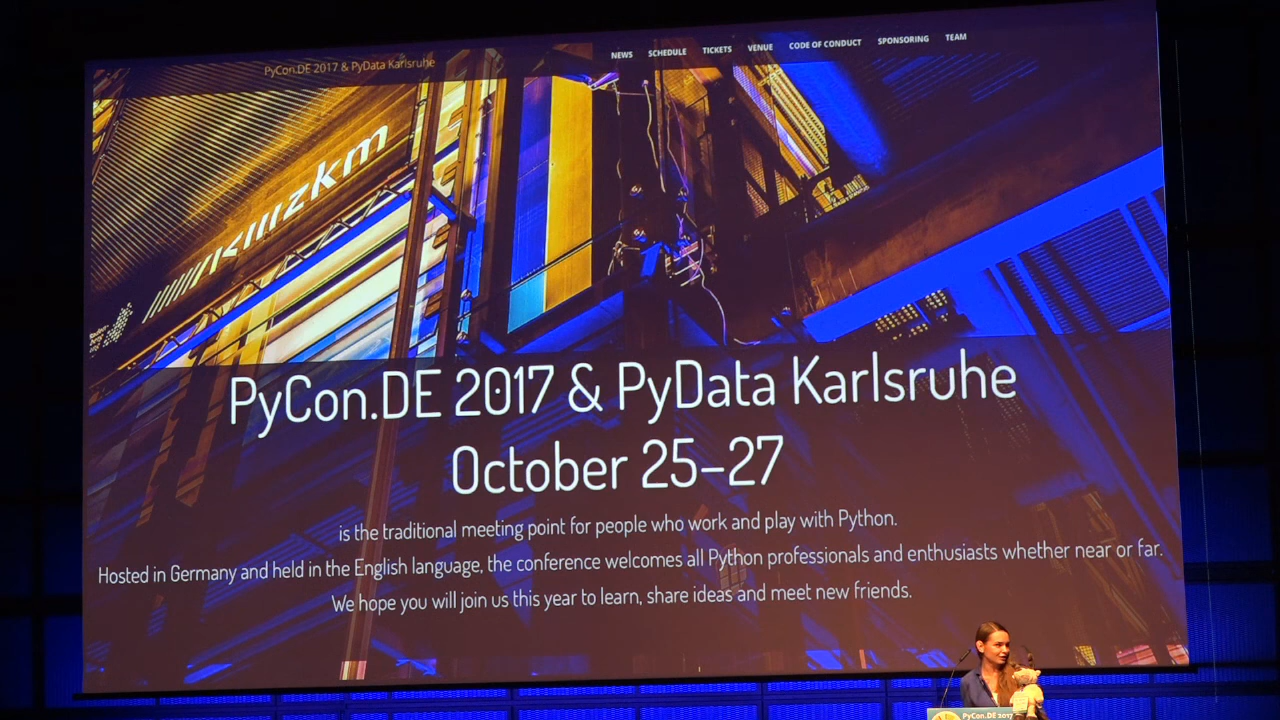 PyCon.DE 2017 & PyData Karlsruhe
NEWS SCHEDULE TICKETS VENUE CODE OF CONDUCT SPONSORING TEAM
zkm
PyCon.DE 2017 & PyData Karlsruhe
October 25–27
is the traditional meeting point for people who work and play with Python.
Hosted in Germany and held in the English language, the conference welcomes all Python professionals and enthusiasts whether near or far.
We hope you will join us this year to learn, share ideas and meet new friends.
PyCon.DE 2017